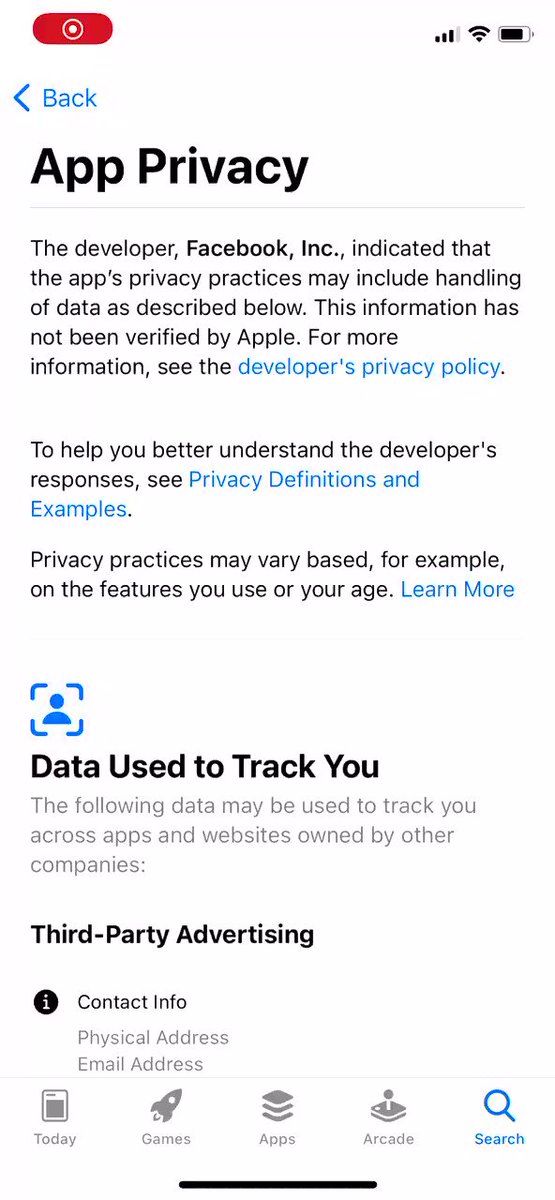 Back
App Privacy
The developer, Facebook, Inc., indicated that
the app's privacy practices may include handling
of data as described below. This information has
not been verified by Apple. For more
information, see the developer's privacy policy.
To help you better understand the developer's
responses, see Privacy Definitions and
Examples.
Privacy practices may vary based, for example,
on the features you use or your age. Learn More
Data Used to Track You
The following data may be used to track you
across apps and websites owned by other
companies:
Third-Party Advertising
Contact Info
Physical Address
Email Address
Today Games Apps Arcade Search